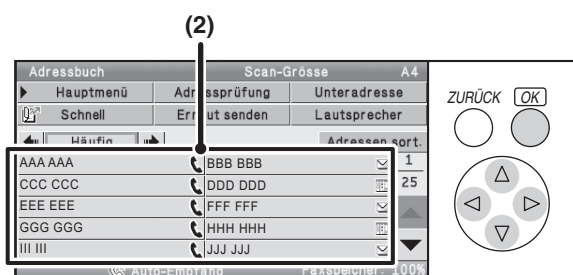 (2)
Adressbuch Scan-Grösse A4
Hauptmenü Adressprüfung Unteradresse
Schnell Erneut senden Lautsprecher
Häufig Adressen sort.
AAA AAA BBB BBB 1
CCC CCC DDD DDD 25
EEE EEE FFF FFF
GGG GGG HHH HHH
III III JJJ JJJ
Auto-Empfang Faxspeicher: 100%
ZURÜCK OK